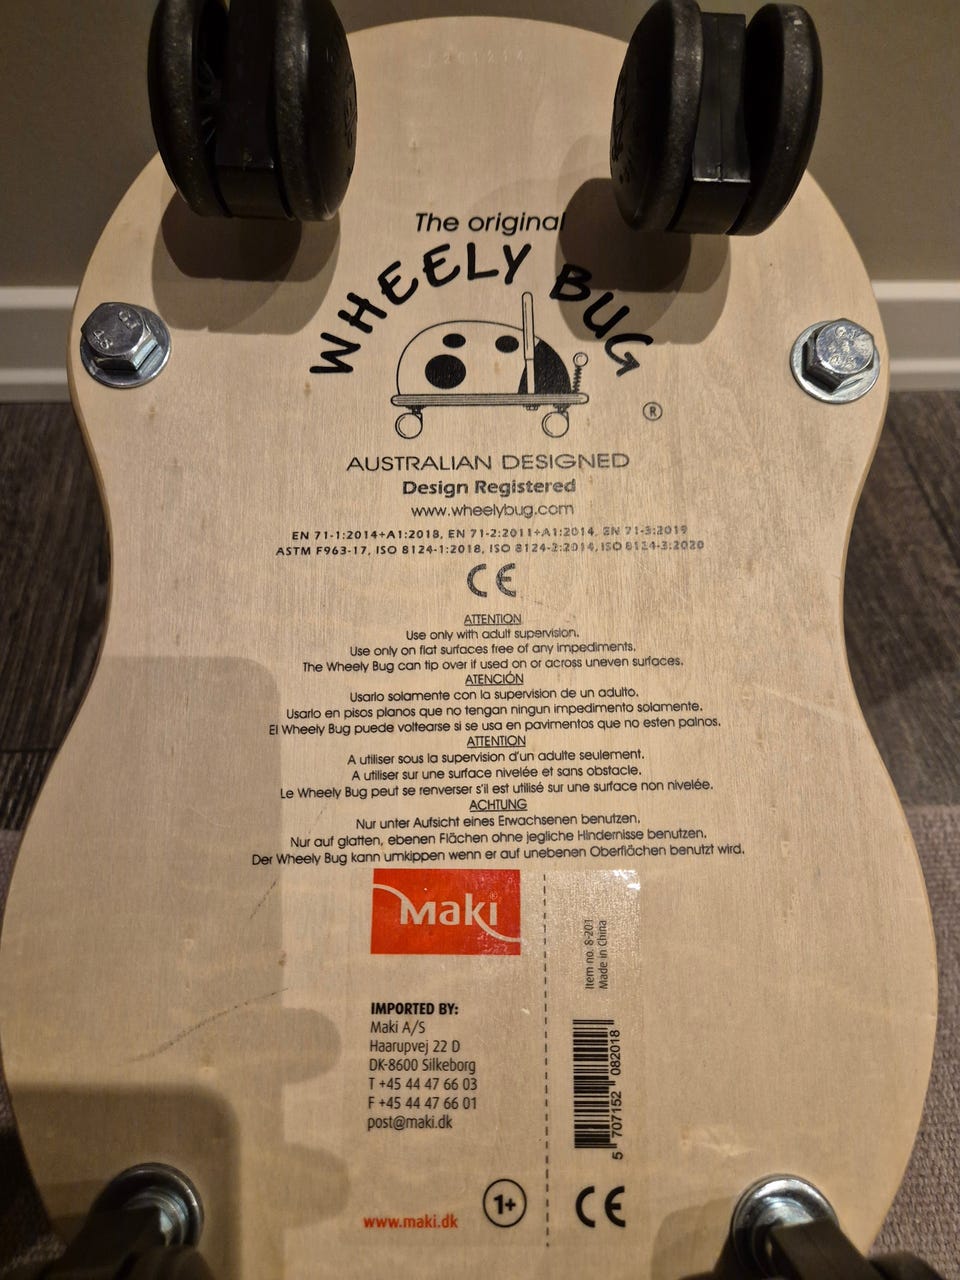 The original
WHEELY BUG
®
AUSTRALIAN DESIGNED
Design Registered
www.wheelybug.com
EN 71-1:2014+A1:2018, EN 71-2:2011+A1:2014, EN 71-3:2019
ASTM F963-17, ISO 8124-1:2018, ISO 8124-2:2014, ISO 8124-3:2020
CE
ATTENTION
Use only with adult supervision.
Use only on flat surfaces free of any impediments.
The Wheely Bug can tip over if used on or across uneven surfaces.
ATENCIÓN
Usarlo solamente con la supervision de un adulto.
Usarlo en pisos planos que no tengan ningun impedimento solamente.
El Wheely Bug puede voltearse si se usa en pavimentos que no esten palnos.
ATTENTION
A utiliser sous la supervision d'un adulte seulement.
A utiliser sur une surface nivelée et sans obstacle.
Le Wheely Bug peut se renverser s'il est utilisé sur une surface non nivelée.
ACHTUNG
Nur unter Aufsicht eines Erwachsenen benutzen.
Nur auf glatten, ebenen Flächen ohne jegliche Hindernisse benutzen.
Der Wheely Bug kann umkippen wenn er auf unebenen Oberflächen benutzt wird.
Maki
IMPORTED BY:
Maki A/S
Haarupvej 22 D
DK-8600 Silkeborg
T +45 44 47 66 03
F +45 44 47 66 01
post@maki.dk
www.maki.dk
1+
Item no. 8-201
Made in China
5 707152 082018
CE